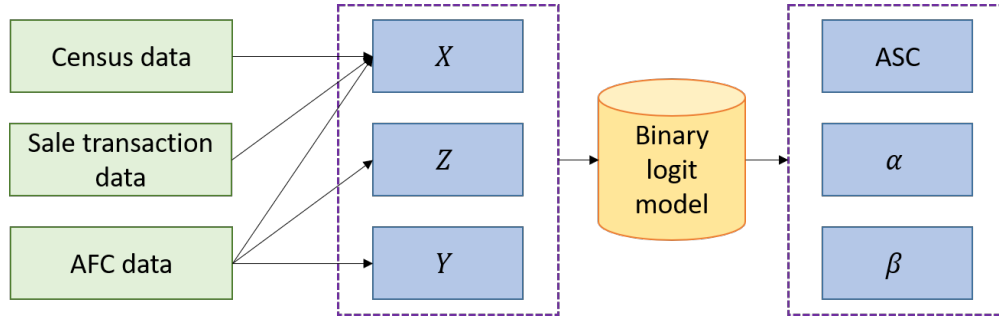 Census data
X
ASC
Sale transaction
data
Z
Binary
logit
model
α
AFC data
Y
β